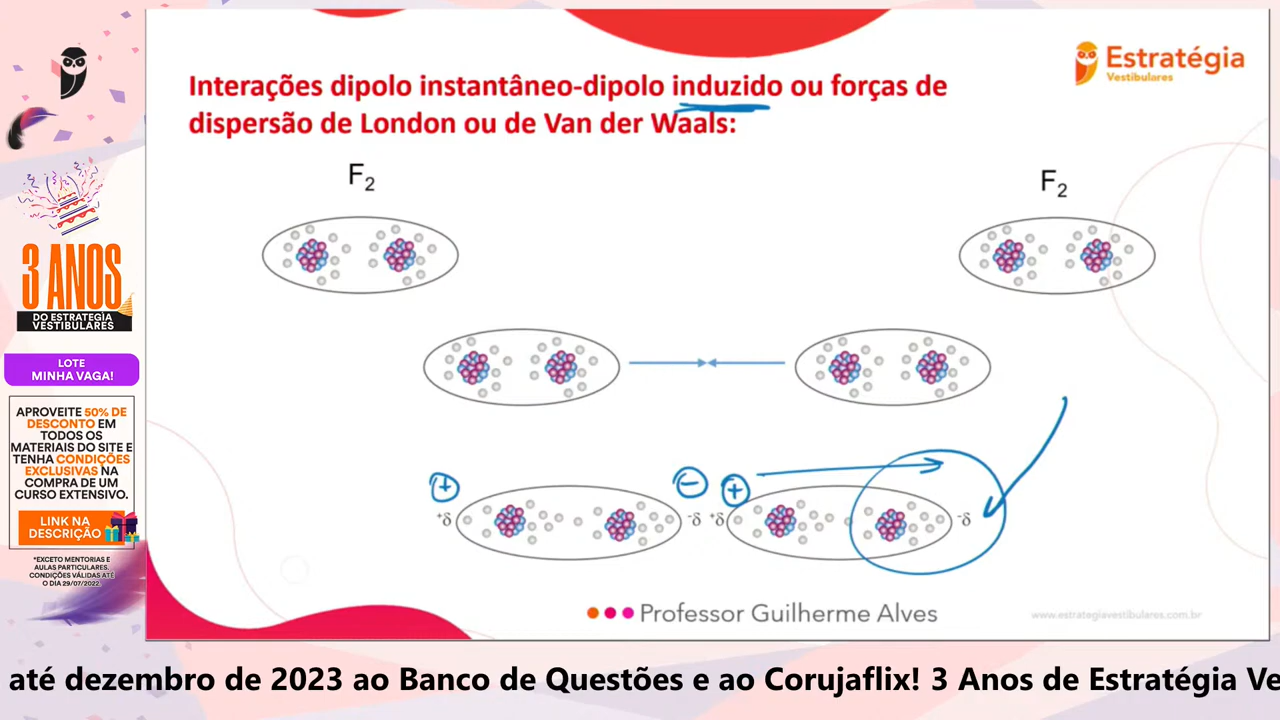 Interações dipolo instantâneo-dipolo induzido ou forças de
dispersão de London ou de Van der Waals:
Estratégia
Vestibulares
F₂
F₂
3 ANOS
DO ESTRATÉGIA
VESTIBULARES
LOTE
MINHA VAGA!
APROVEITE 50% DE
DESCONTO EM
TODOS OS
MATERIAIS DO SITE E
TENHA CONDIÇÕES
EXCLUSIVAS NA
COMPRA DE UM
CURSO EXTENSIVO.
LINK NA
DESCRIÇÃO
*EXCETO MENTORIAS E
AULAS PARTICULARES.
CONDIÇÕES VÁLIDAS ATÉ
O DIA 29/07/2022.
+ - +
+δ -δ +δ -δ
Professor Guilherme Alves
www.estrategiavestibulares.com.br
até dezembro de 2023 ao Banco de Questões e ao Corujaflix! 3 Anos de Estratégia Ve